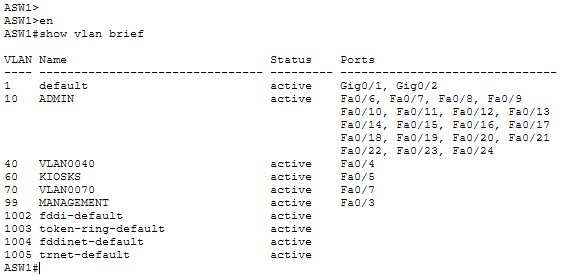 ASW1>
ASW1>en
ASW1#show vlan brief
VLAN Name                             Status    Ports
---- -------------------------------- --------- -------------------------------
1    default                          active    Gig0/1, Gig0/2
10   ADMIN                            active    Fa0/6, Fa0/7, Fa0/8, Fa0/9
                                                Fa0/10, Fa0/11, Fa0/12, Fa0/13
                                                Fa0/14, Fa0/15, Fa0/16, Fa0/17
                                                Fa0/18, Fa0/19, Fa0/20, Fa0/21
                                                Fa0/22, Fa0/23, Fa0/24
40   VLAN0040                         active    Fa0/4
60   KIOSKS                           active    Fa0/5
70   VLAN0070                         active    Fa0/7
99   MANAGEMENT                       active    Fa0/3
1002 fddi-default                     active
1003 token-ring-default               active
1004 fddinet-default                  active
1005 trnet-default                    active
ASW1#